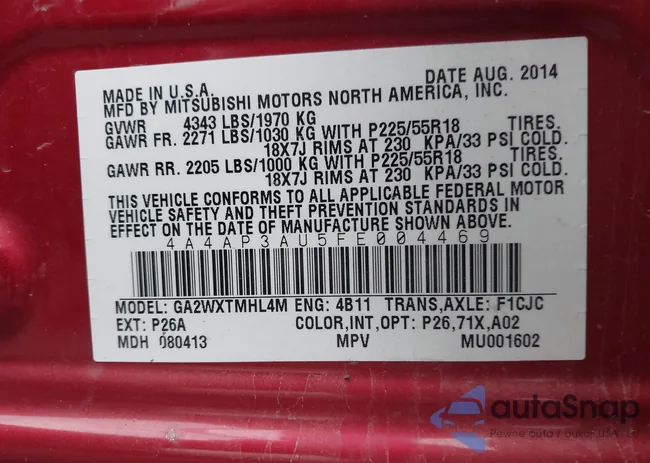 MADE IN U.S.A. DATE AUG. 2014
MFD BY MITSUBISHI MOTORS NORTH AMERICA, INC.
GVWR 4343 LBS/1970 KG
GAWR FR. 2271 LBS/1030 KG WITH P225/55R18 TIRES.
18X7J RIMS AT 230 KPA/33 PSI COLD.
GAWR RR. 2205 LBS/1000 KG WITH P225/55R18 TIRES.
18X7J RIMS AT 230 KPA/33 PSI COLD.
THIS VEHICLE CONFORMS TO ALL APPLICABLE FEDERAL MOTOR
VEHICLE SAFETY AND THEFT PREVENTION STANDARDS IN
EFFECT ON THE DATE OF MANUFACTURE SHOWN ABOVE.
4A4AP3AU5FE004469
MODEL: GA2WXTMHL4M ENG: 4B11 TRANS,AXLE: F1CJC
EXT: P26A COLOR,INT,OPT: P26,71X,A02
MDH 080413 MPV MU001602
autoSnap
Pewne auta z aukcji USA